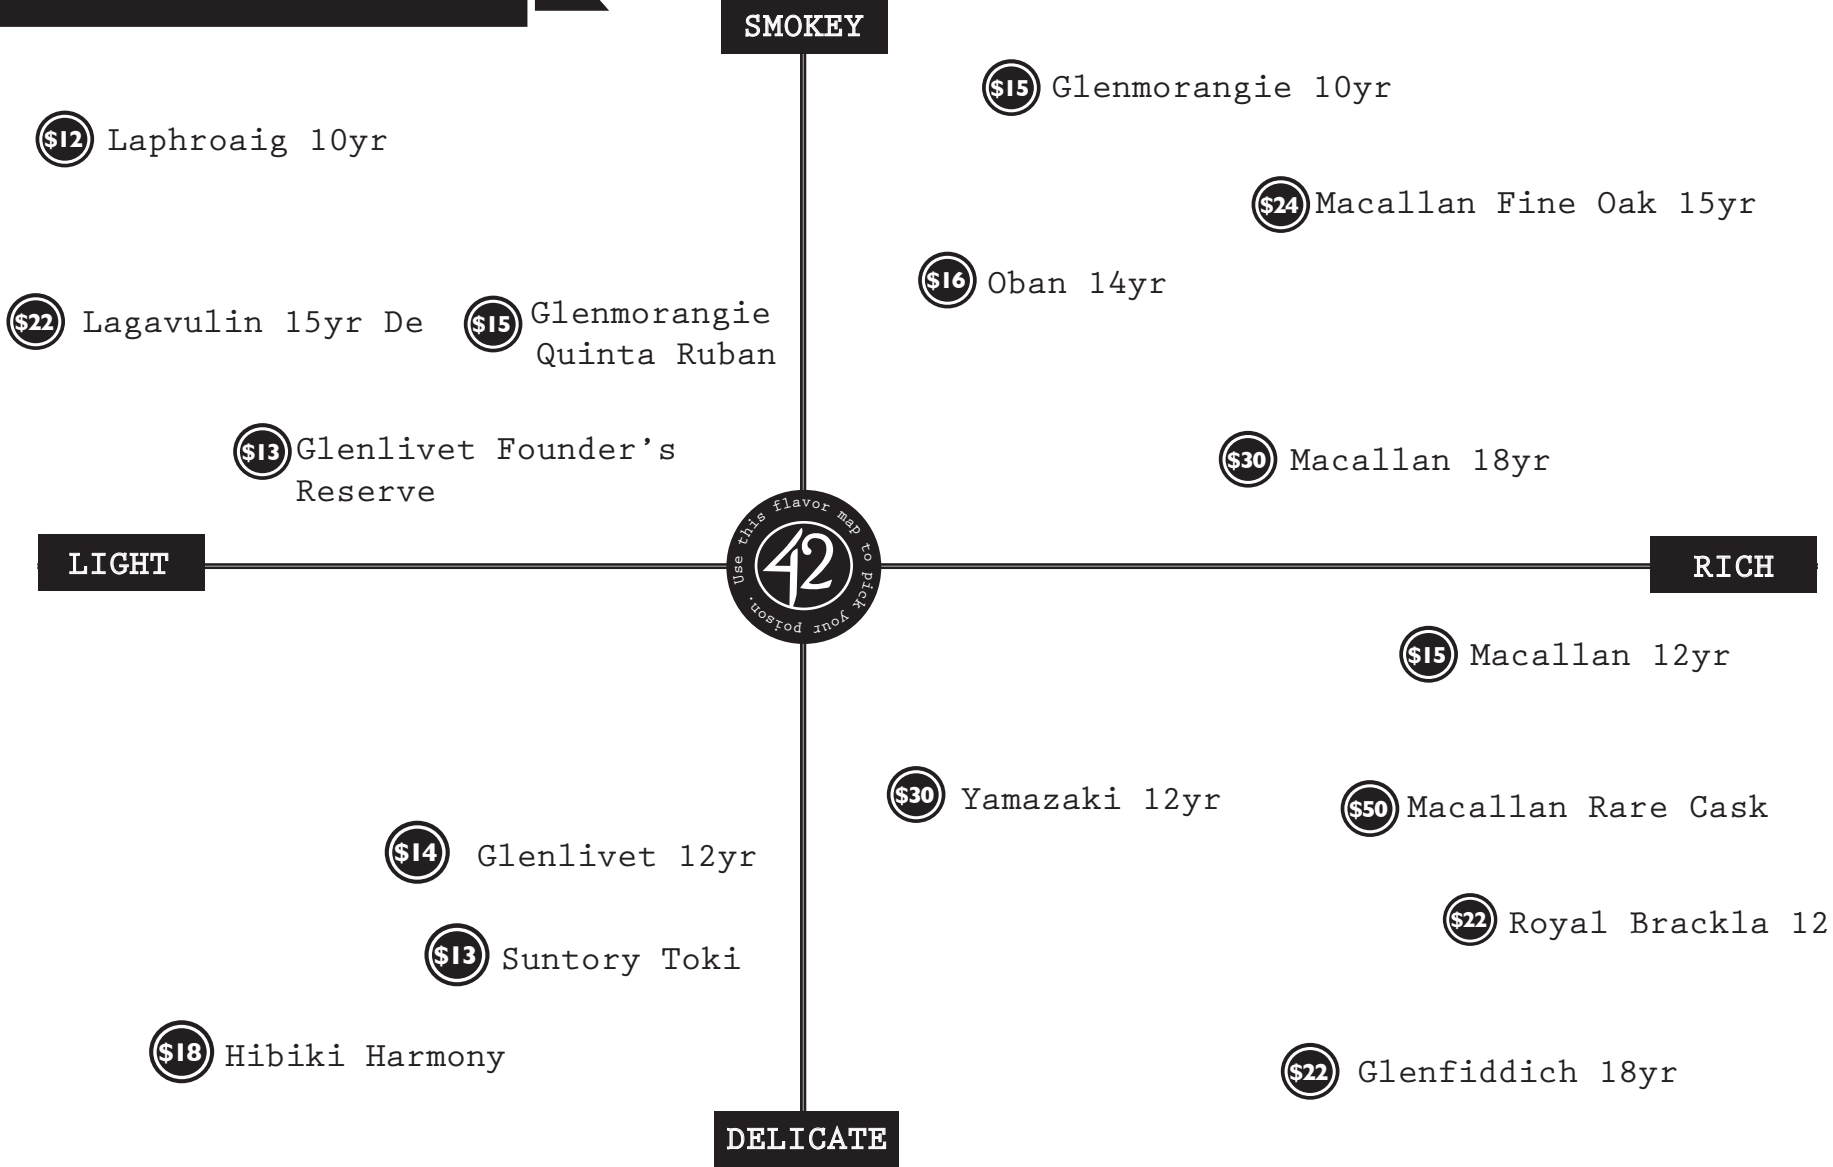 SMOKEY
$15 Glenmorangie 10yr
$12 Laphroaig 10yr
$24 Macallan Fine Oak 15yr
$16 Oban 14yr
$22 Lagavulin 15yr De
$15 Glenmorangie
Quinta Ruban
$13 Glenlivet Founder's
Reserve
$30 Macallan 18yr
LIGHT
Use this flavor map to pick your poison.
42
RICH
$15 Macallan 12yr
$30 Yamazaki 12yr
$50 Macallan Rare Cask
$14 Glenlivet 12yr
$22 Royal Brackla 12
$13 Suntory Toki
$18 Hibiki Harmony
$22 Glenfiddich 18yr
DELICATE